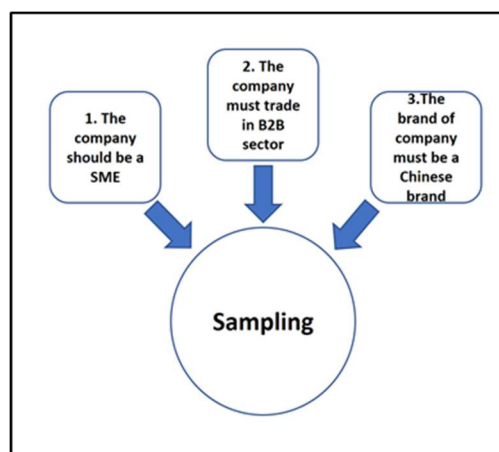 1. The
company
should be a
SME
2. The
company
must trade
in B2B
sector
3.The
brand of
company
must be a
Chinese
brand
Sampling